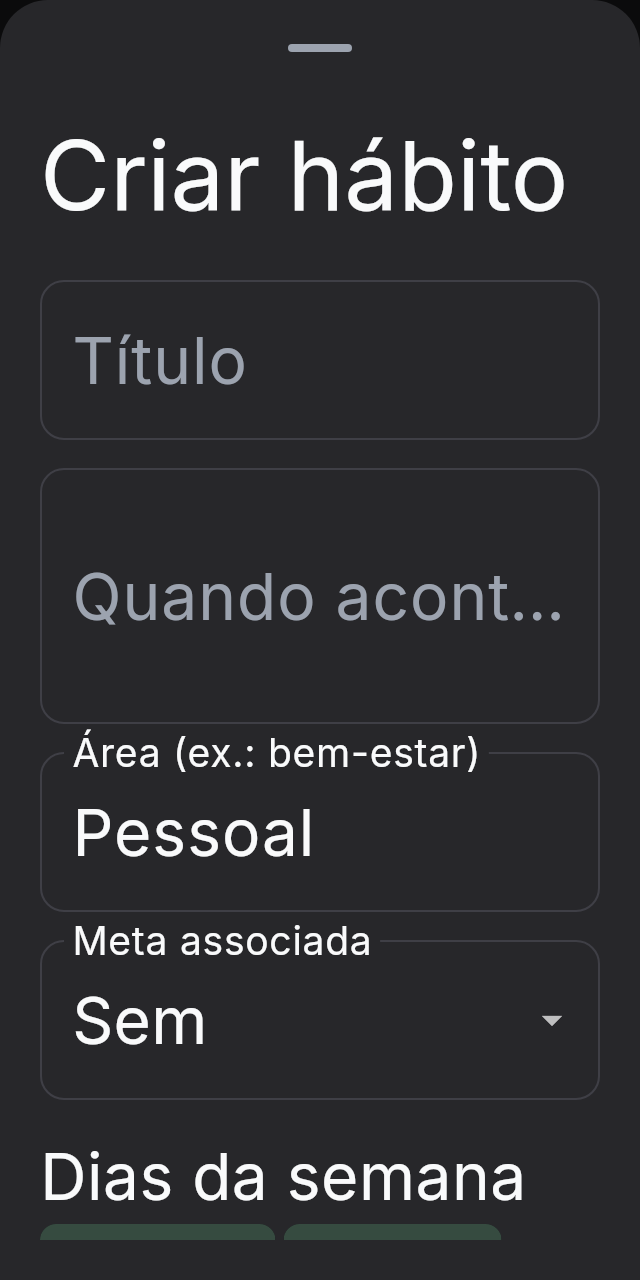 Criar hábito
Título
Quando acont...
Área (ex.: bem-estar)
Pessoal
Meta associada
Sem
Dias da semana